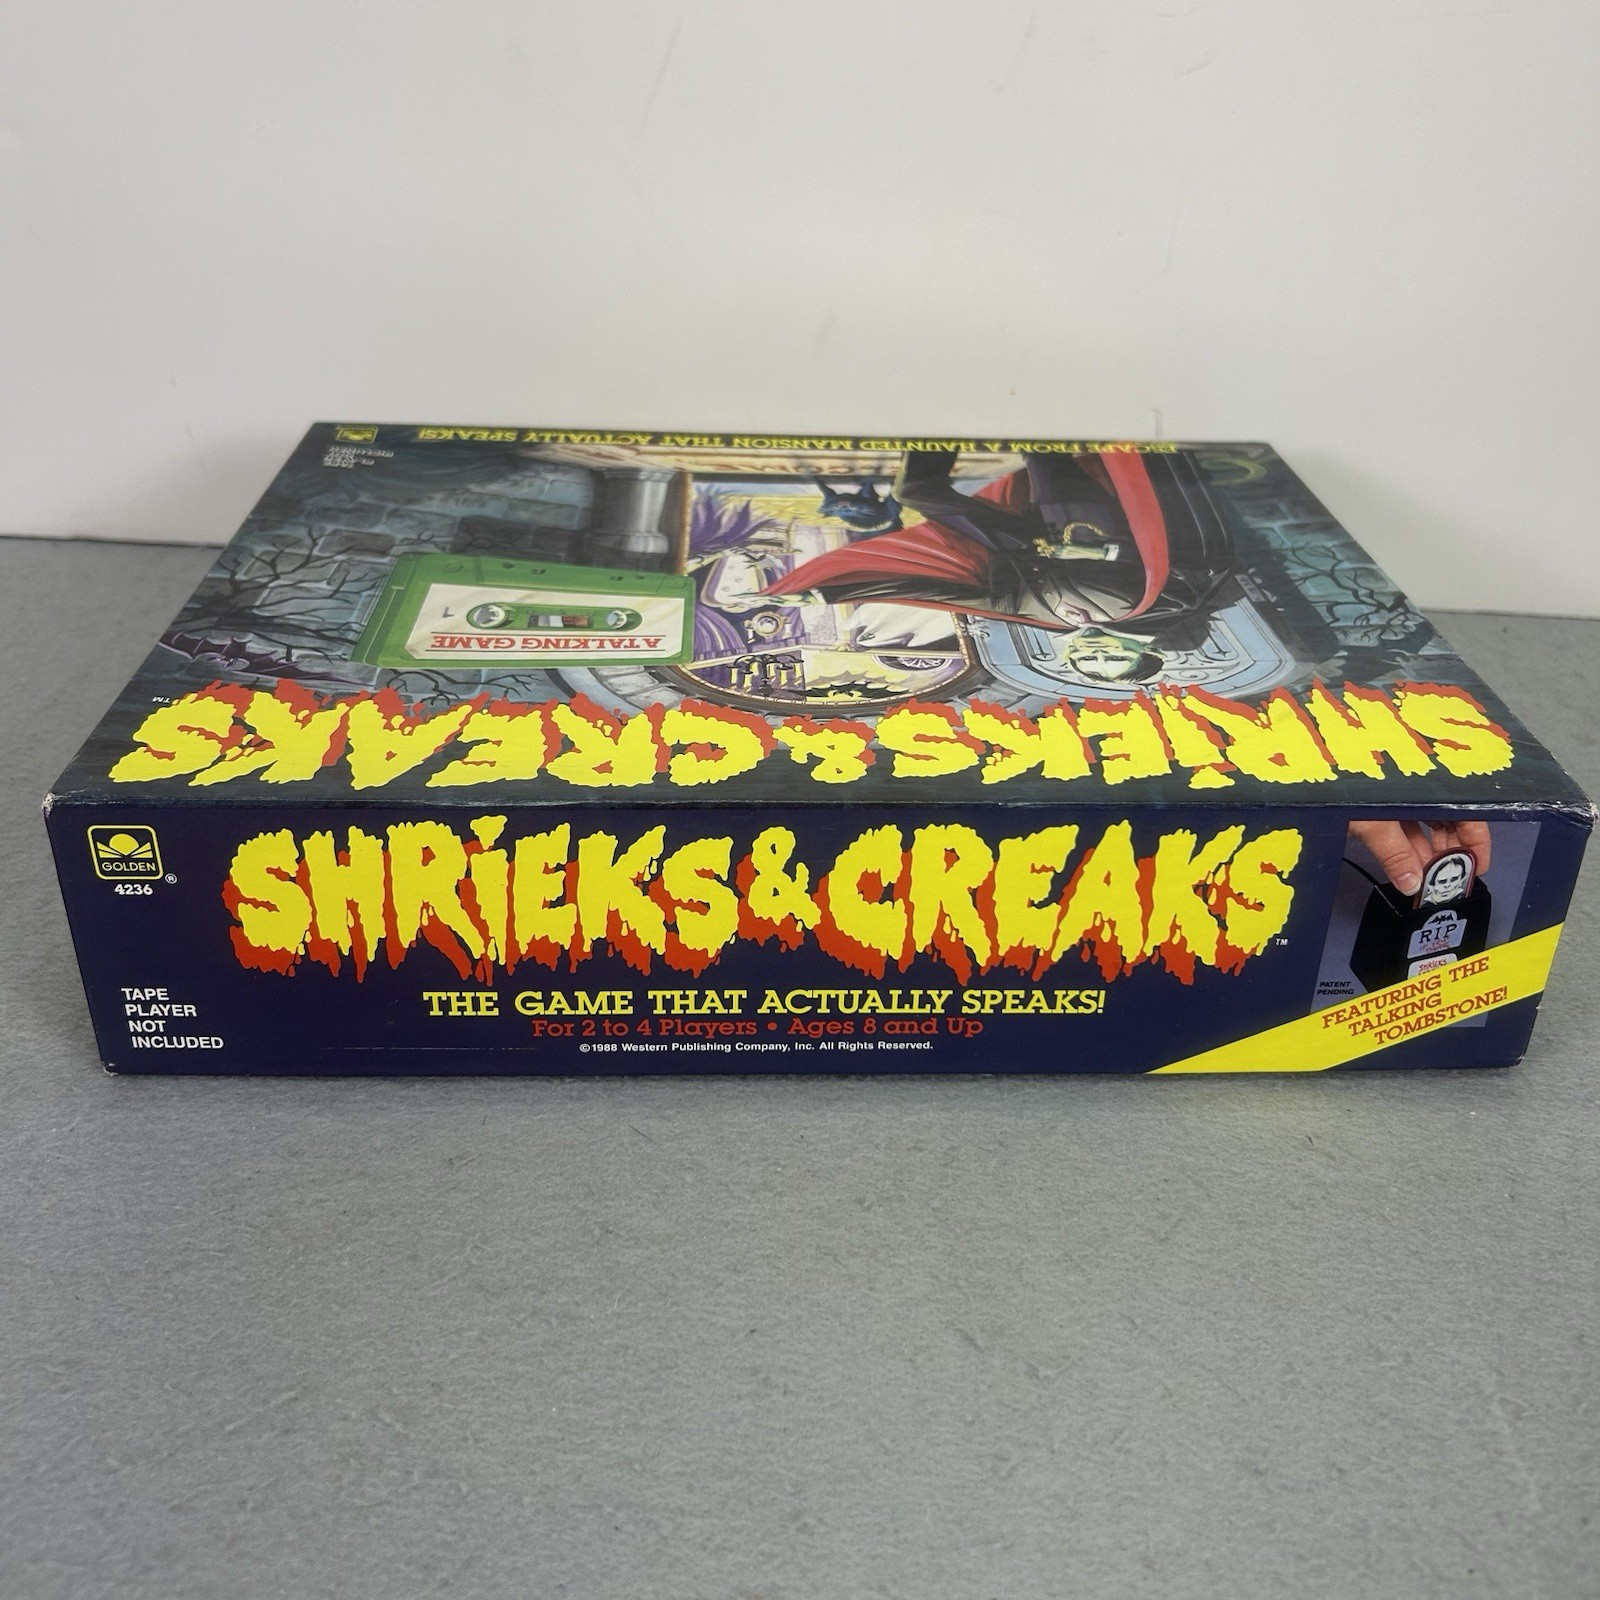 ESCAPE FROM A HAUNTED MANSION THAT ACTUALLY SPEAKS!
A TALKING GAME
1
SHRiEKS & CREAKS
TM
GOLDEN
®
4236
SHRiEKS & CREAKS
TM
THE GAME THAT ACTUALLY SPEAKS!
For 2 to 4 Players • Ages 8 and Up
©1988 Western Publishing Company, Inc. All Rights Reserved.
TAPE
PLAYER
NOT
INCLUDED
RIP
SHRiEKS
PATENT
PENDING
FEATURING THE
TALKING
TOMBSTONE!